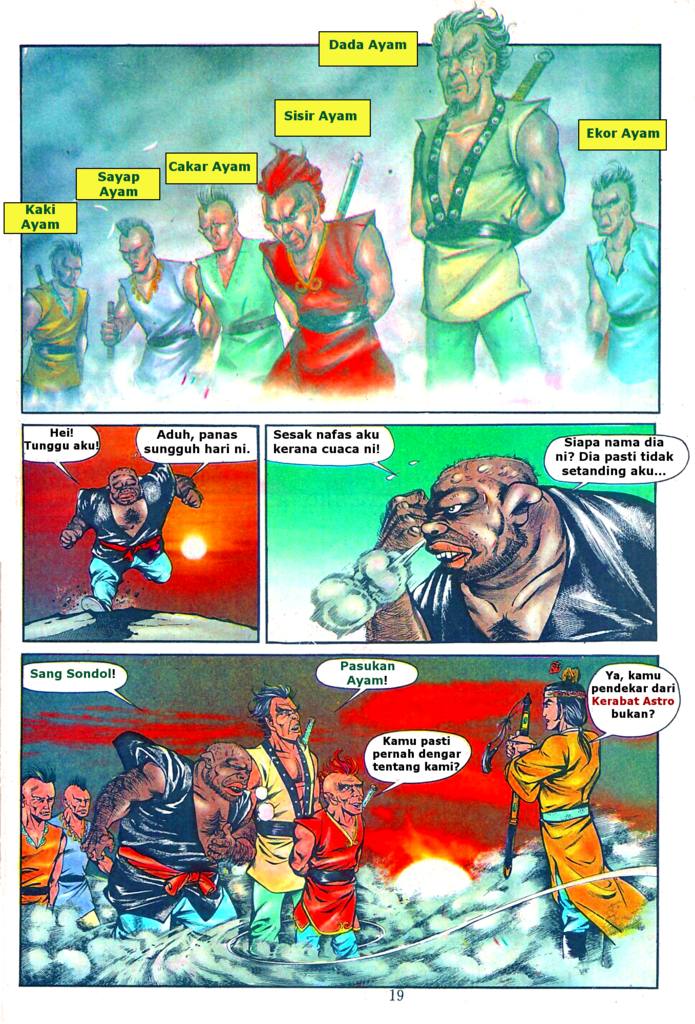 Dada Ayam
Sisir Ayam
Ekor Ayam
Cakar Ayam
Sayap
Ayam
Kaki
Ayam
Hei!
Tunggu aku!
Aduh, panas
sungguh hari ni.
Sesak nafas aku
kerana cuaca ni!
Siapa nama dia
ni? Dia pasti tidak
setanding aku...
Sang Sondol!
Pasukan
Ayam!
Kamu pasti
pernah dengar
tentang kami?
Ya, kamu
pendekar dari
Kerabat Astro
bukan?
19